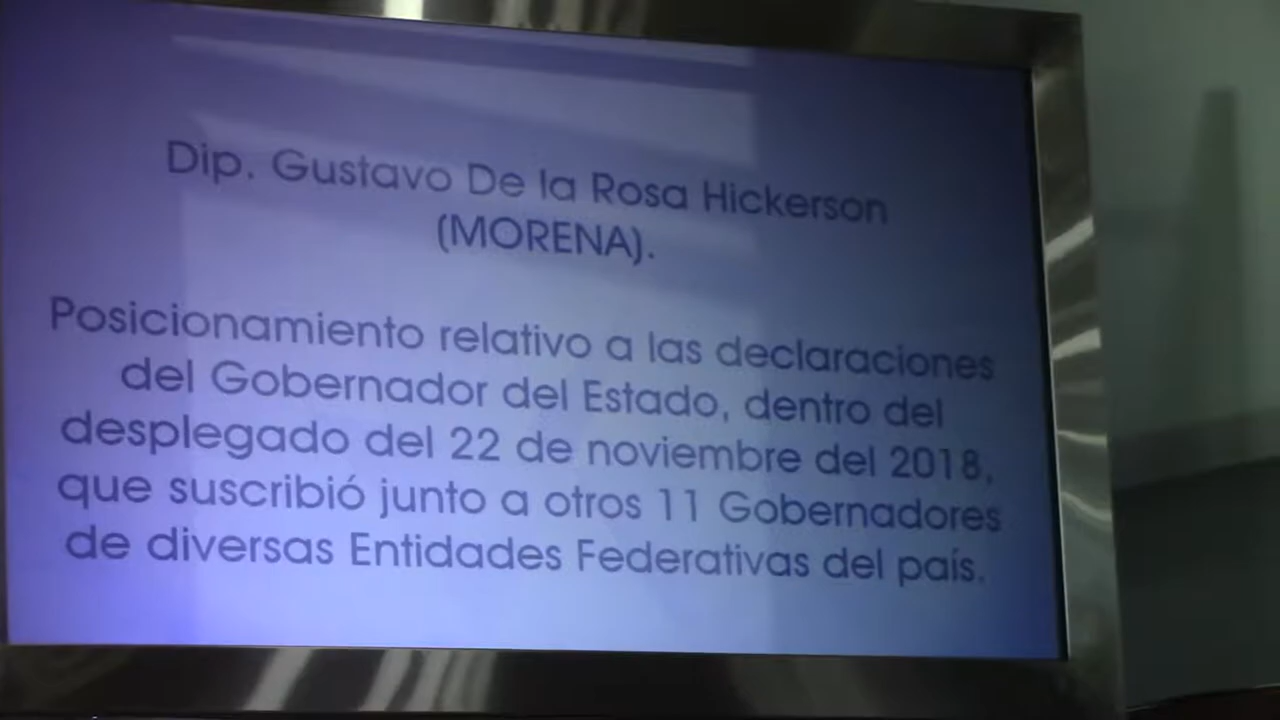 Dip. Gustavo De la Rosa Hickerson
(MORENA).
Posicionamiento relativo a las declaraciones
del Gobernador del Estado, dentro del
desplegado del 22 de noviembre del 2018,
que suscribió junto a otros 11 Gobernadores
de diversas Entidades Federativas del país.